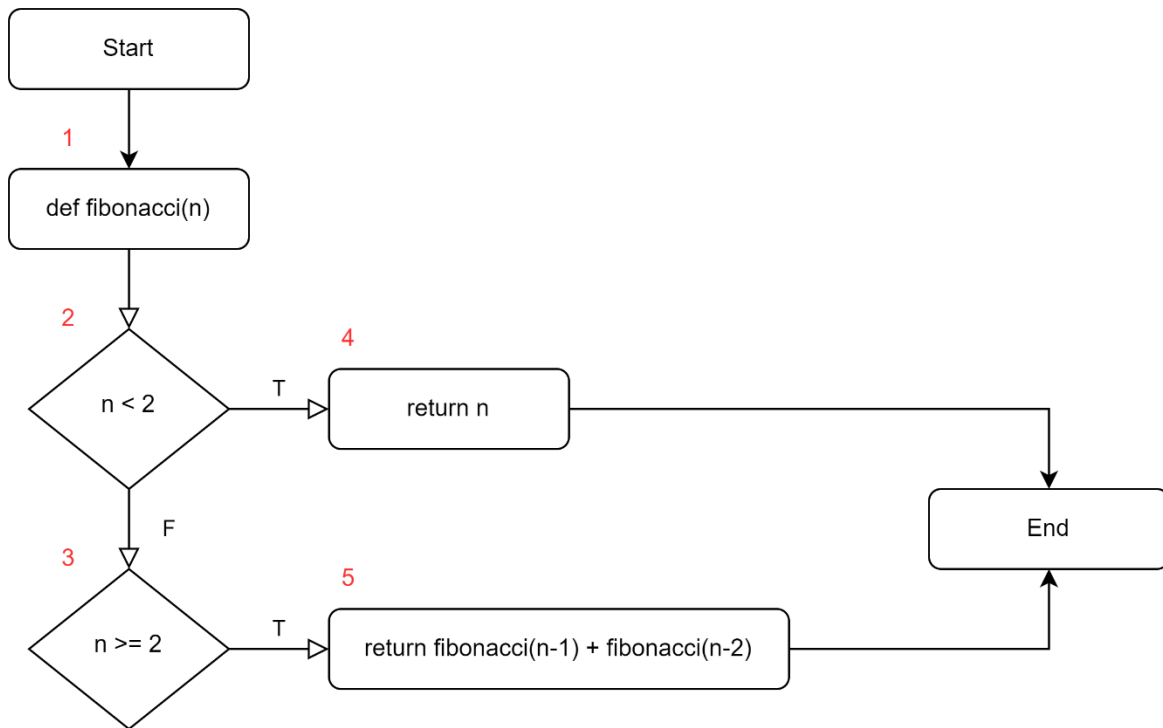 Start
1
def fibonacci(n)
2
n < 2
T
4
return n
End
F
3
n >= 2
T
5
return fibonacci(n-1) + fibonacci(n-2)